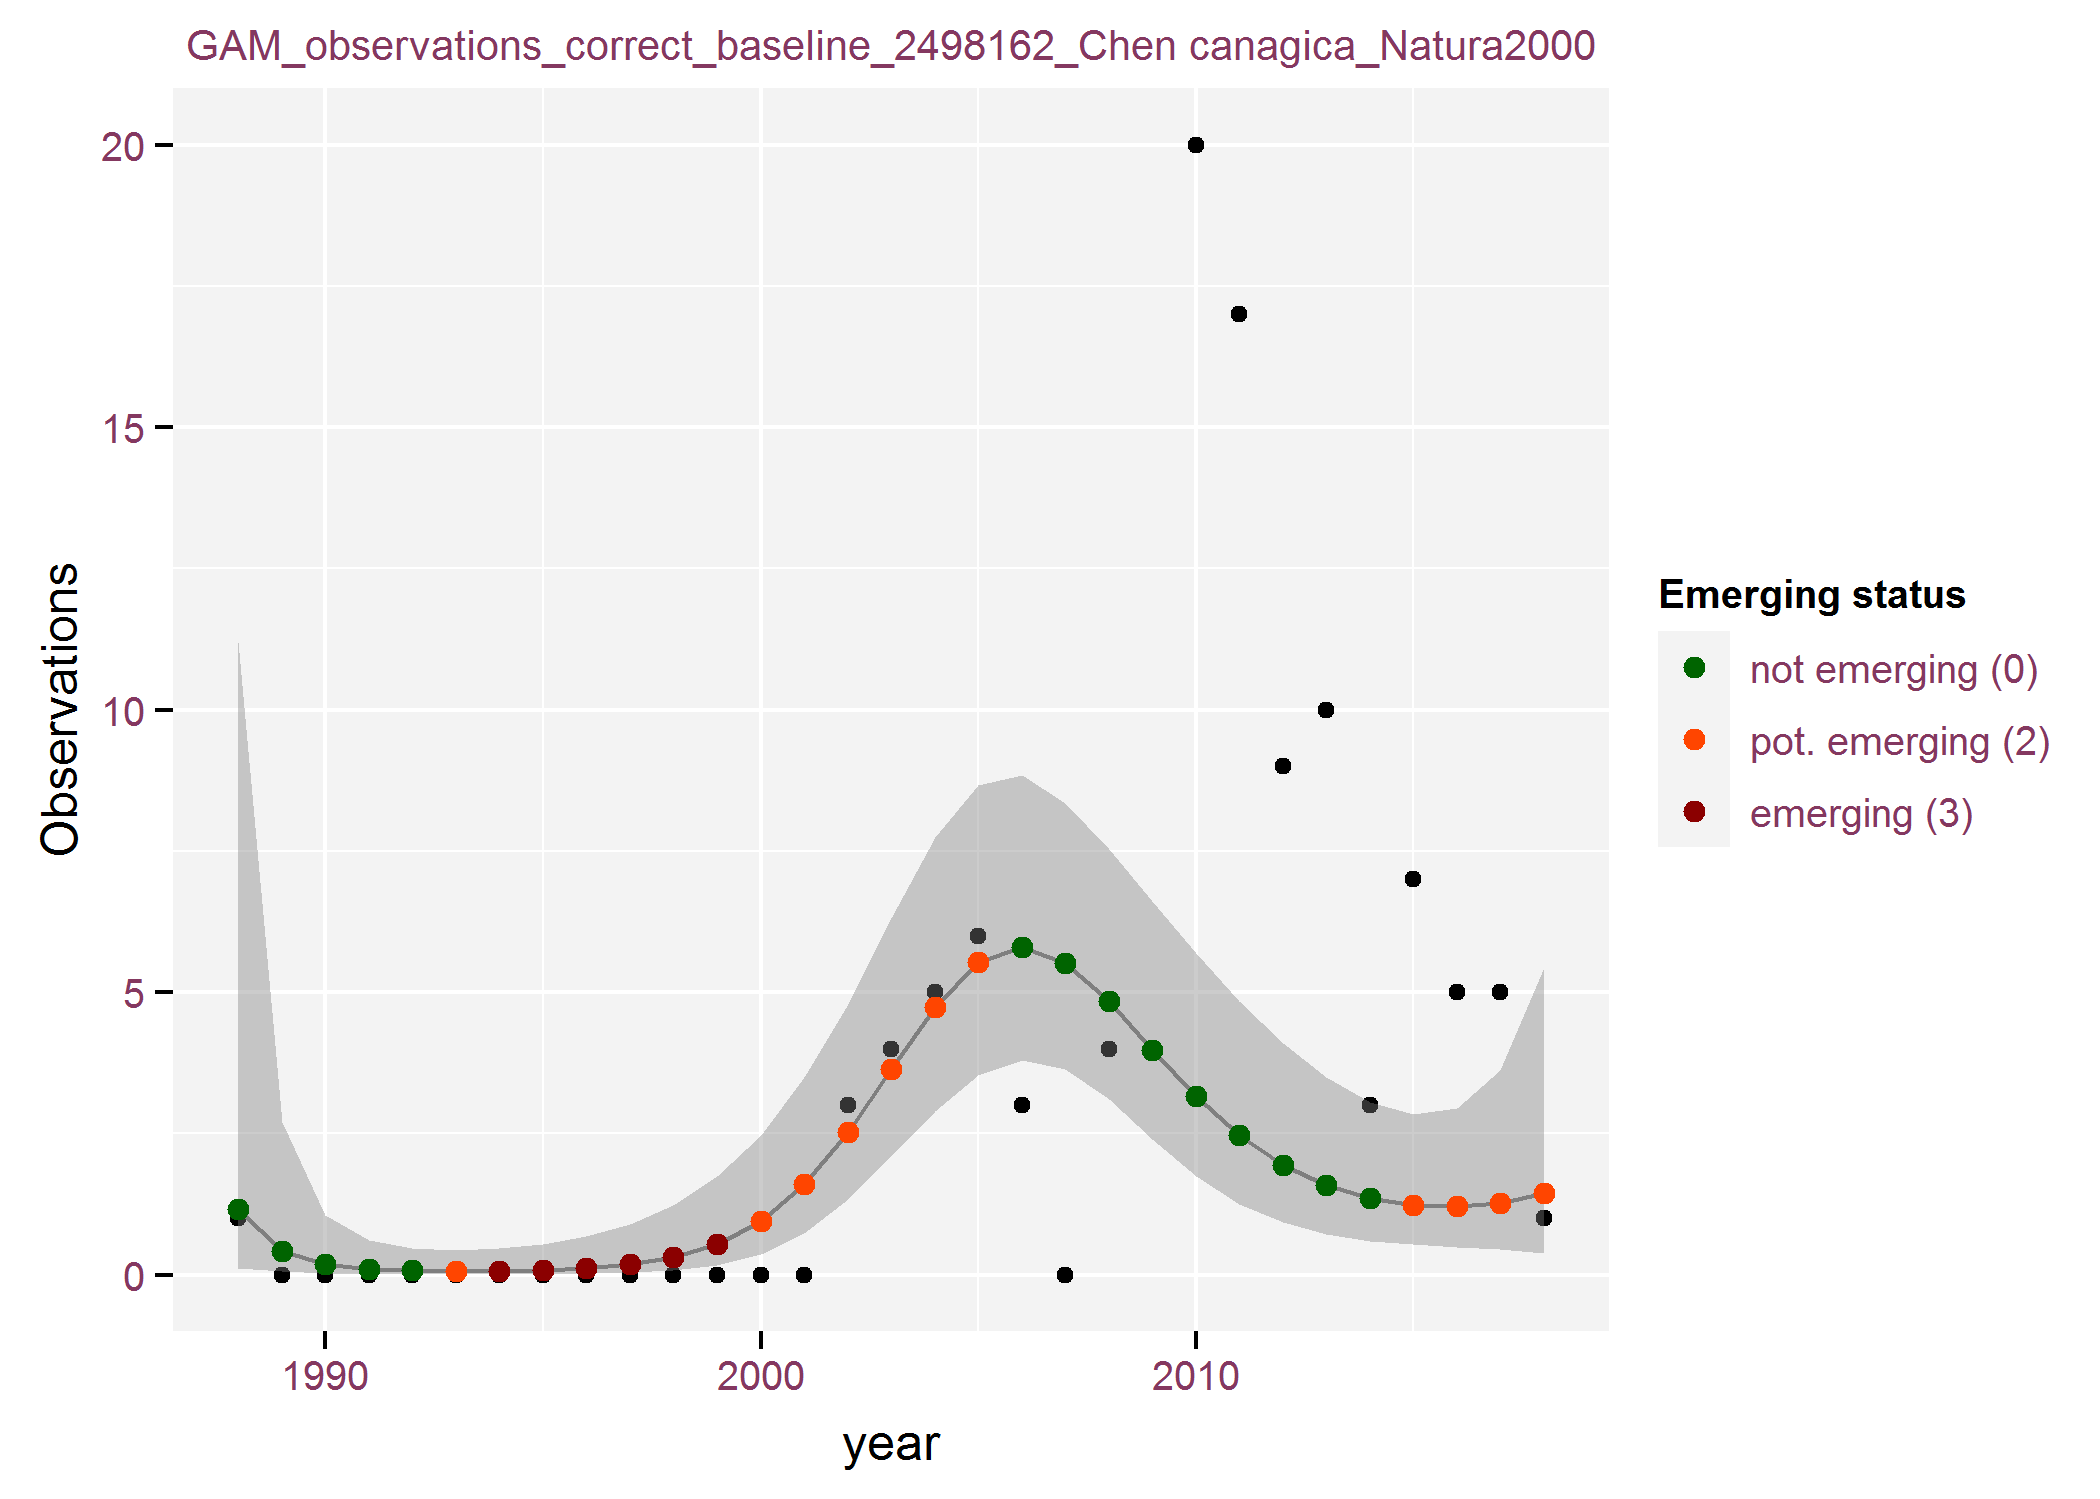 GAM_observations_correct_baseline_2498162_Chen canagica_Natura2000
20
15
10
5
0
Observations
1990
2000
2010
year
Emerging status
not emerging (0)
pot. emerging (2)
emerging (3)